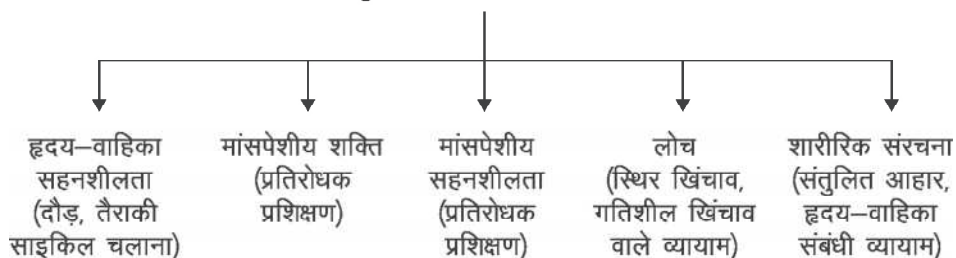 हृदय–वाहिका
सहनशीलता
(दौड़, तैराकी
साइकिल चलाना)
मांसपेशीय शक्ति
(प्रतिरोधक
प्रशिक्षण)
मांसपेशीय
सहनशीलता
(प्रतिरोधक
प्रशिक्षण)
लोच
(स्थिर खिंचाव,
गतिशील खिंचाव
वाले व्यायाम)
शारीरिक संरचना
(संतुलित आहार,
हृदय–वाहिका
संबंधी व्यायाम)